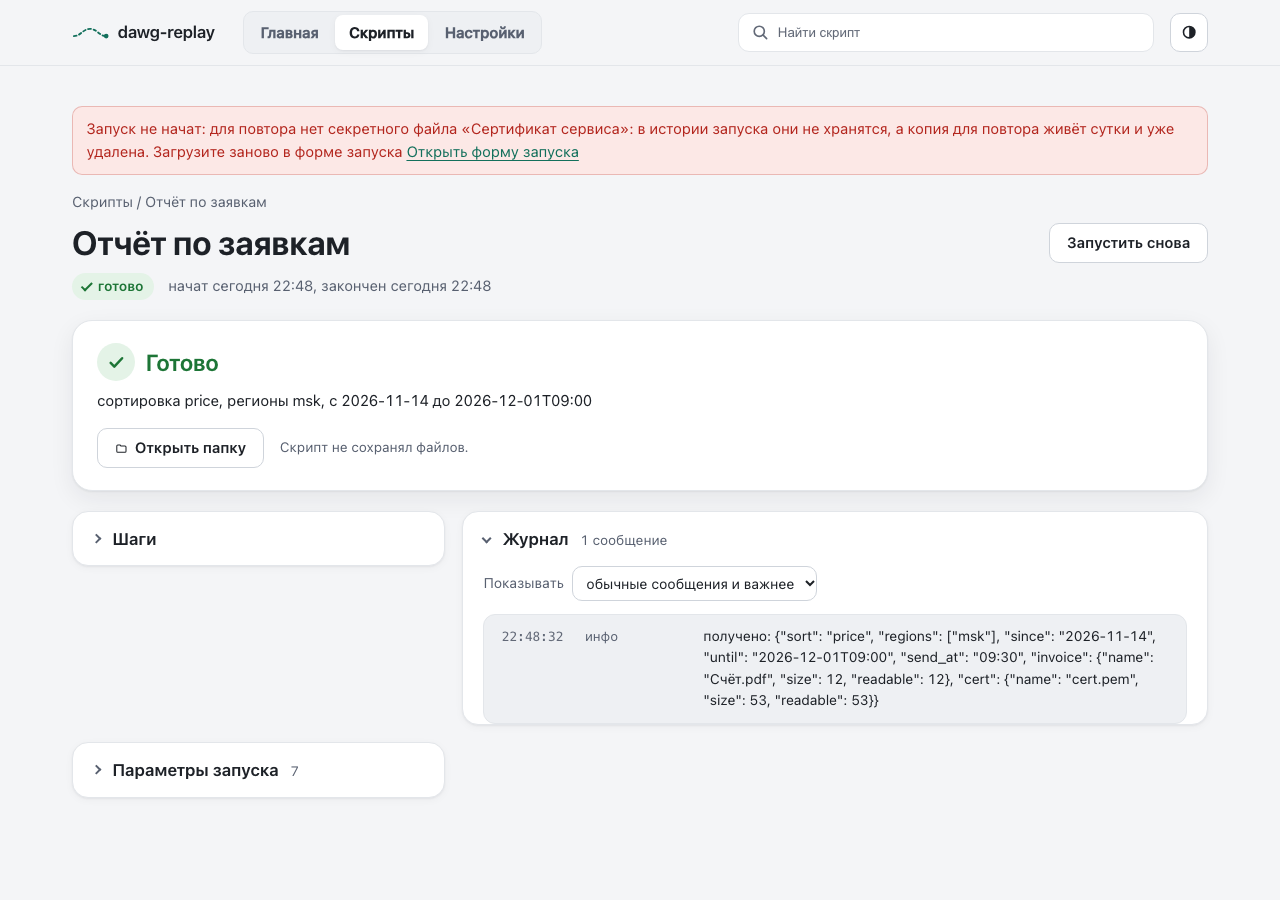 dawg-replay
Главная
Скрипты
Настройки
Найти скрипт
Запуск не начат: для повтора нет секретного файла «Сертификат сервиса»: в истории запуска они не хранятся, а копия для повтора живёт сутки и уже
удалена. Загрузите заново в форме запуска Открыть форму запуска
Скрипты / Отчёт по заявкам
Отчёт по заявкам
Запустить снова
готово
начат сегодня 22:48, закончен сегодня 22:48
Готово
сортировка price, регионы msk, с 2026-11-14 до 2026-12-01T09:00
Открыть папку
Скрипт не сохранял файлов.
Шаги
Журнал 1 сообщение
Показывать обычные сообщения и важнее
22:48:32 инфо получено: {"sort": "price", "regions": ["msk"], "since": "2026-11-14",
"until": "2026-12-01T09:00", "send_at": "09:30", "invoice": {"name":
"Счёт.pdf", "size": 12, "readable": 12}, "cert": {"name": "cert.pem",
"size": 53, "readable": 53}}
Параметры запуска 7